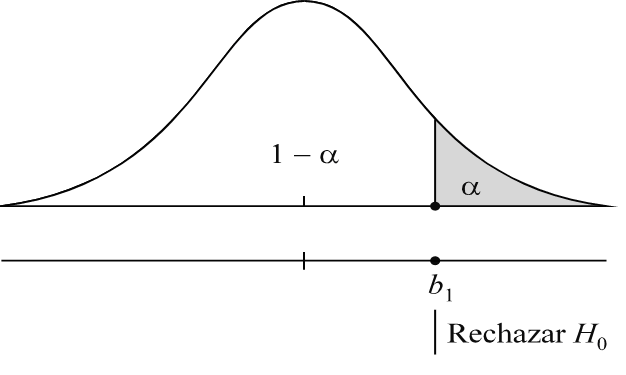 1 − α
α
b₁
Rechazar H₀